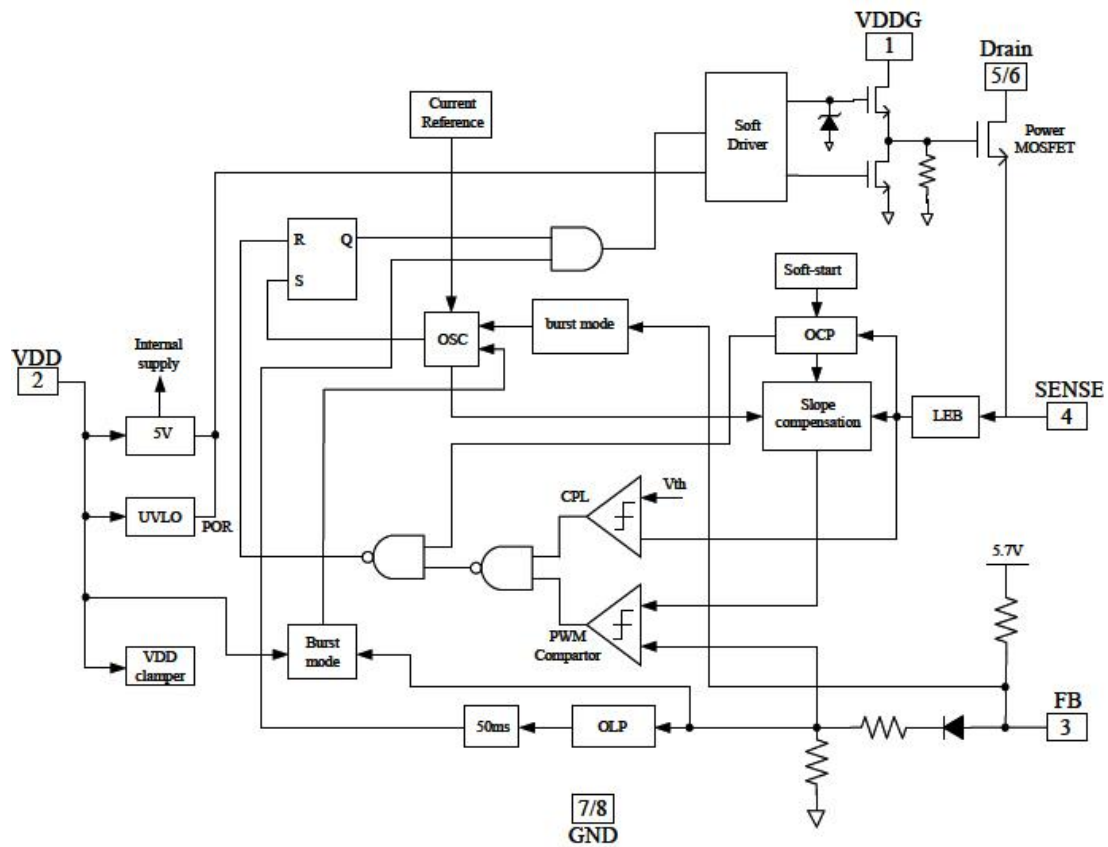 VDDG
1
Drain
5/6
Current
Reference
Soft
Driver
Power
MOSFET
R
Q
S
Soft-start
OSC
burst mode
OCP
VDD
2
Internal
supply
5V
Slope
compensation
LEB
SENSE
4
UVLO
POR
CPL
Vth
5.7V
PWM
Compartor
Burst
mode
VDD
clamper
50ms
OLP
FB
3
7/8
GND